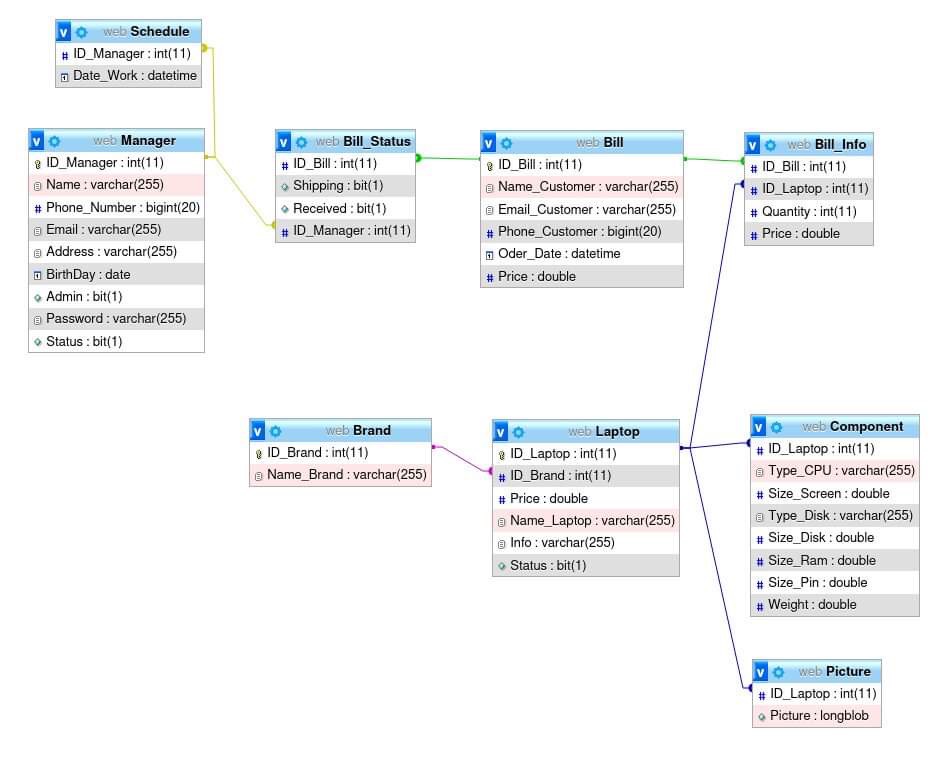 v web Schedule
ID_Manager : int(11)
Date_Work : datetime
v web Manager
ID_Manager : int(11)
Name : varchar(255)
Phone_Number : bigint(20)
Email : varchar(255)
Address : varchar(255)
BirthDay : date
Admin : bit(1)
Password : varchar(255)
Status : bit(1)
v web Bill_Status
ID_Bill : int(11)
Shipping : bit(1)
Received : bit(1)
ID_Manager : int(11)
v web Bill
ID_Bill : int(11)
Name_Customer : varchar(255)
Email_Customer : varchar(255)
Phone_Customer : bigint(20)
Oder_Date : datetime
Price : double
v web Bill_Info
ID_Bill : int(11)
ID_Laptop : int(11)
Quantity : int(11)
Price : double
v web Brand
ID_Brand : int(11)
Name_Brand : varchar(255)
v web Laptop
ID_Laptop : int(11)
ID_Brand : int(11)
Price : double
Name_Laptop : varchar(255)
Info : varchar(255)
Status : bit(1)
v web Component
ID_Laptop : int(11)
Type_CPU : varchar(255)
Size_Screen : double
Type_Disk : varchar(255)
Size_Disk : double
Size_Ram : double
Size_Pin : double
Weight : double
v web Picture
ID_Laptop : int(11)
Picture : longblob